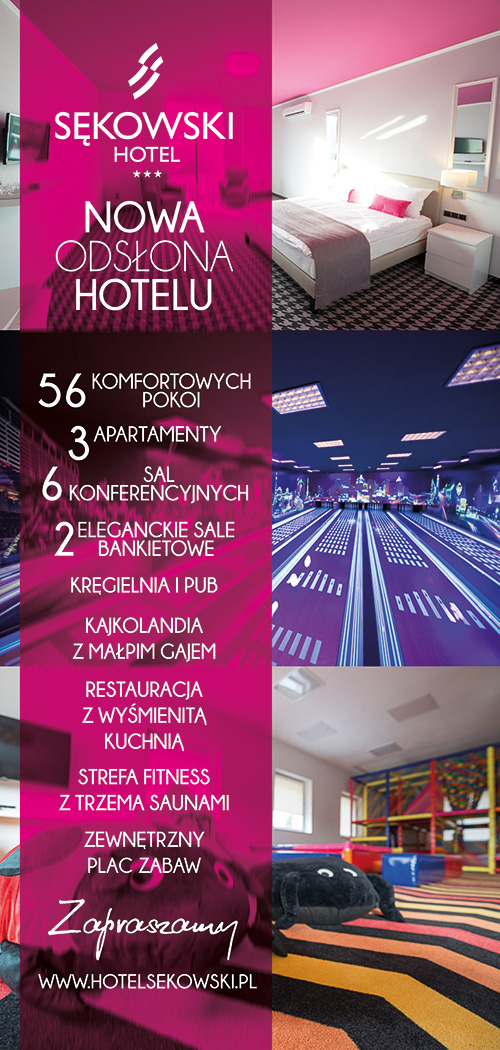 SĘKOWSKI
HOTEL
★★★
NOWA
ODSŁONA
HOTELU
56 KOMFORTOWYCH
POKOI
3 APARTAMENTY
6 SAL
KONFERENCYJNYCH
2 ELEGANCKIE SALE
BANKIETOWE
KRĘGIELNIA I PUB
KAJKOLANDIA
Z MAŁPIM GAJEM
RESTAURACJA
Z WYŚMIENITĄ
KUCHNIĄ
STREFA FITNESS
Z TRZEMA SAUNAMI
ZEWNĘTRZNY
PLAC ZABAW
Zapraszamy
WWW.HOTELSEKOWSKI.PL